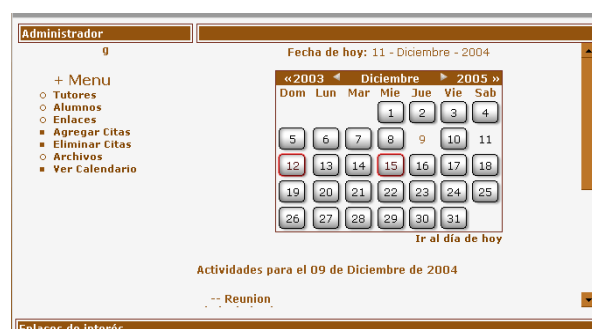 Administrador
g
Fecha de hoy: 11 - Diciembre - 2004
+ Menu
Tutores
Alumnos
Enlaces
Agregar Citas
Eliminar Citas
Archivos
Ver Calendario
«2003 Diciembre 2005 »
Dom Lun Mar Mie Jue Vie Sab
1 2 3 4
5 6 7 8 9 10 11
12 13 14 15 16 17 18
19 20 21 22 23 24 25
26 27 28 29 30 31
Ir al día de hoy
Actividades para el 09 de Diciembre de 2004
-- Reunion
Enlaces de interés